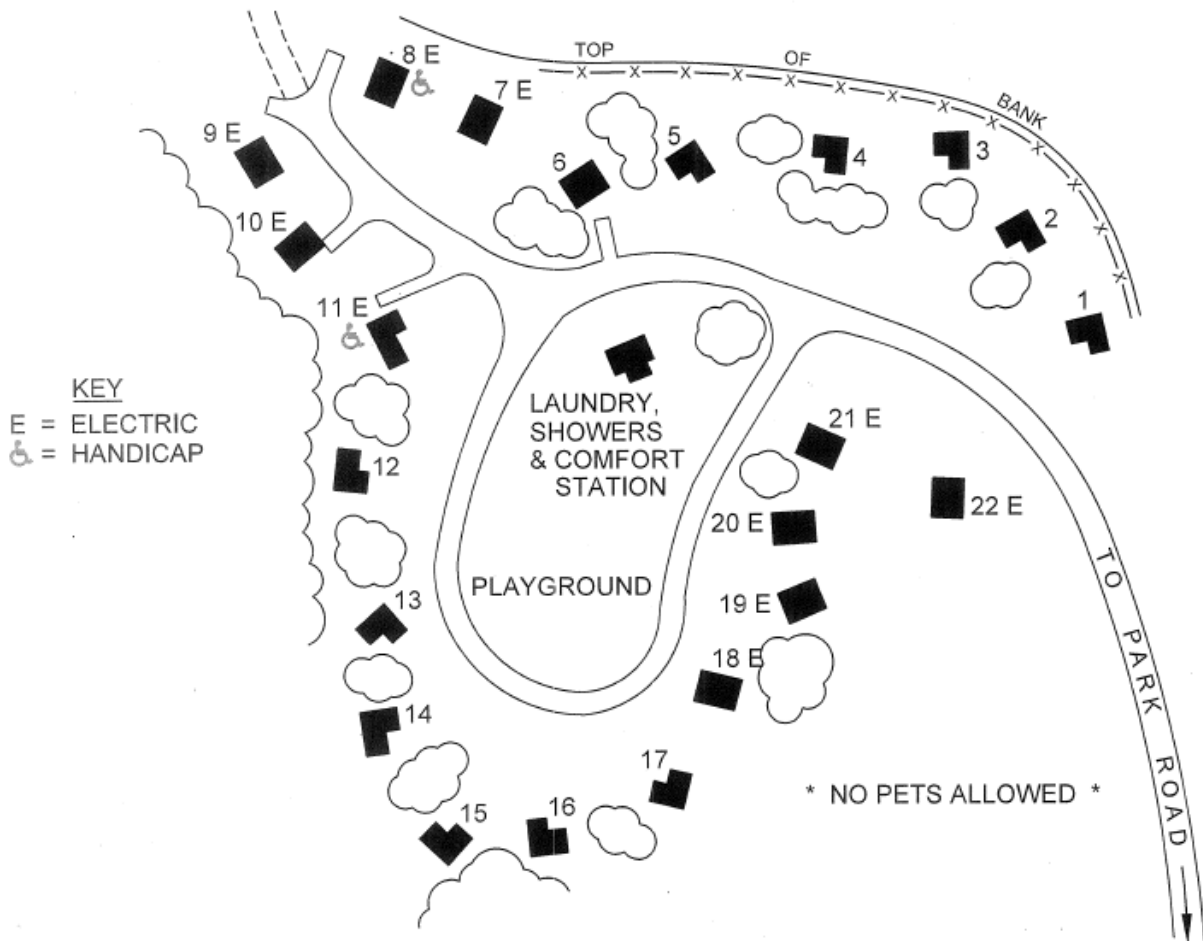 8 E
7 E
TOP OF BANK
9 E
6
5
4
3
10 E
2
11 E
1
KEY
E = ELECTRIC
= HANDICAP
LAUNDRY,
SHOWERS
& COMFORT
STATION
21 E
12
22 E
20 E
PLAYGROUND
19 E
13
18 E
14
17
* NO PETS ALLOWED *
15
16
TO PARK ROAD